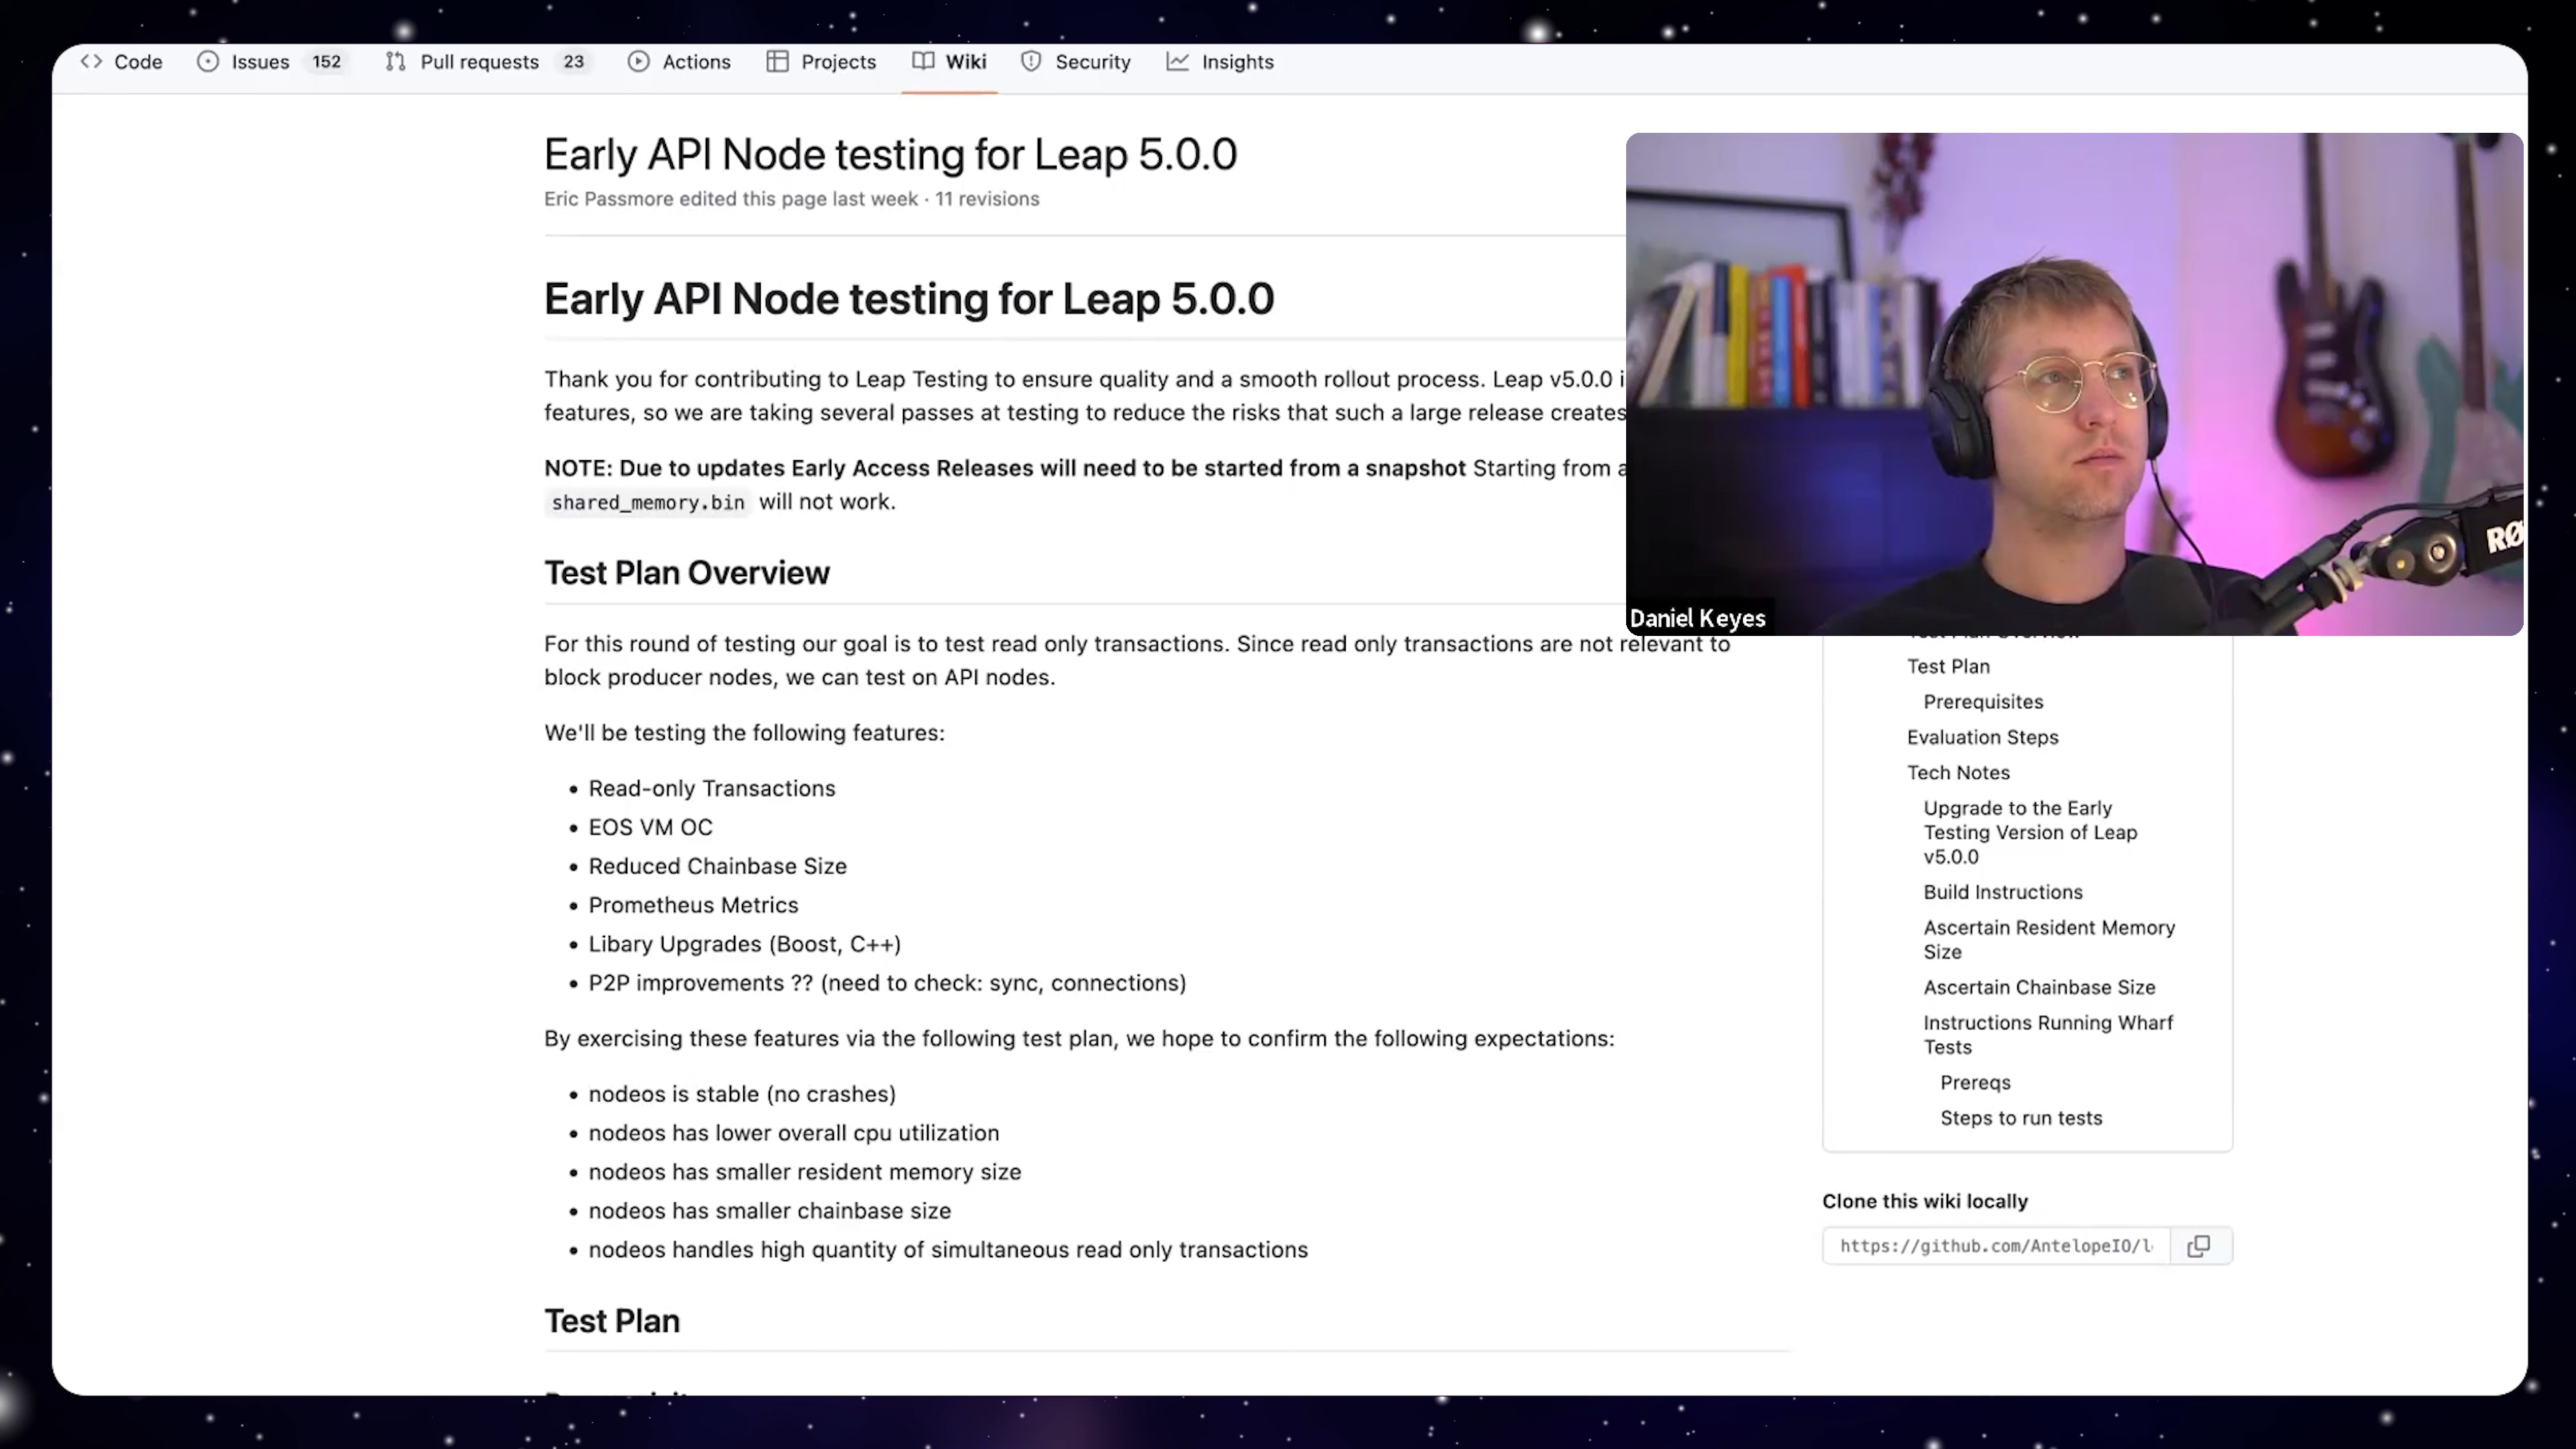 Code Issues 152 Pull requests 23 Actions Projects Wiki Security Insights
Early API Node testing for Leap 5.0.0
Eric Passmore edited this page last week · 11 revisions
Early API Node testing for Leap 5.0.0
Thank you for contributing to Leap Testing to ensure quality and a smooth rollout process. Leap v5.0.0
features, so we are taking several passes at testing to reduce the risks that such a large release creates
NOTE: Due to updates Early Access Releases will need to be started from a snapshot Starting from
shared_memory.bin will not work.
Test Plan Overview
For this round of testing our goal is to test read only transactions. Since read only transactions are not relevant to
block producer nodes, we can test on API nodes.
We'll be testing the following features:
• Read-only Transactions
• EOS VM OC
• Reduced Chainbase Size
• Prometheus Metrics
• Libary Upgrades (Boost, C++)
• P2P improvements ?? (need to check: sync, connections)
By exercising these features via the following test plan, we hope to confirm the following expectations:
• nodeos is stable (no crashes)
• nodeos has lower overall cpu utilization
• nodeos has smaller resident memory size
• nodeos has smaller chainbase size
• nodeos handles high quantity of simultaneous read only transactions
Test Plan
RØ
Daniel Keyes
Test Plan
Prerequisites
Evaluation Steps
Tech Notes
Upgrade to the Early
Testing Version of Leap
v5.0.0
Build Instructions
Ascertain Resident Memory
Size
Ascertain Chainbase Size
Instructions Running Wharf
Tests
Prereqs
Steps to run tests
Clone this wiki locally
https://github.com/AntelopeIO/l